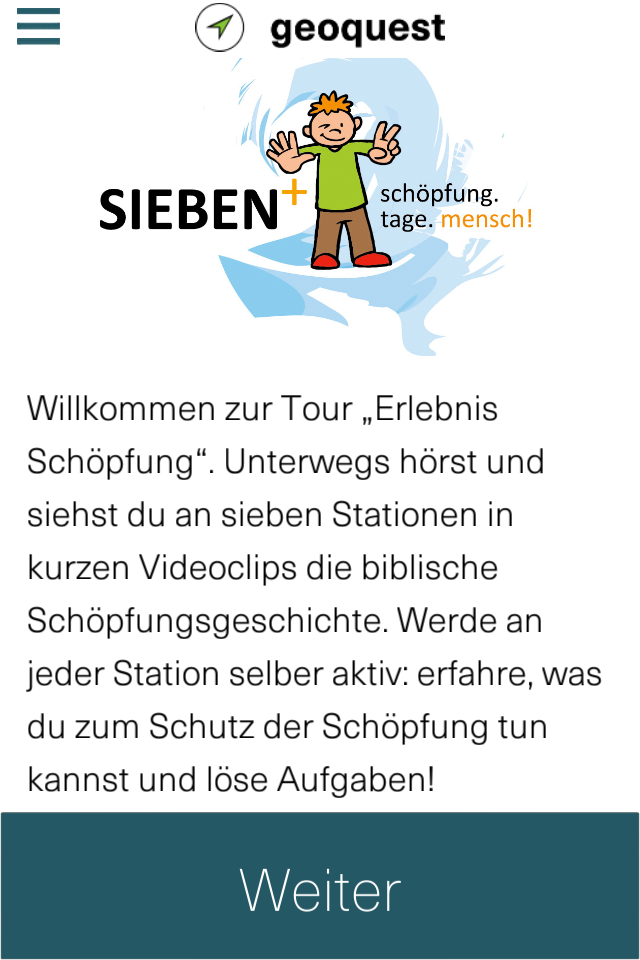 geoquest
SIEBEN+
schöpfung.
tage. mensch!
Willkommen zur Tour „Erlebnis
Schöpfung“. Unterwegs hörst und
siehst du an sieben Stationen in
kurzen Videoclips die biblische
Schöpfungsgeschichte. Werde an
jeder Station selber aktiv: erfahre, was
du zum Schutz der Schöpfung tun
kannst und löse Aufgaben!
Weiter